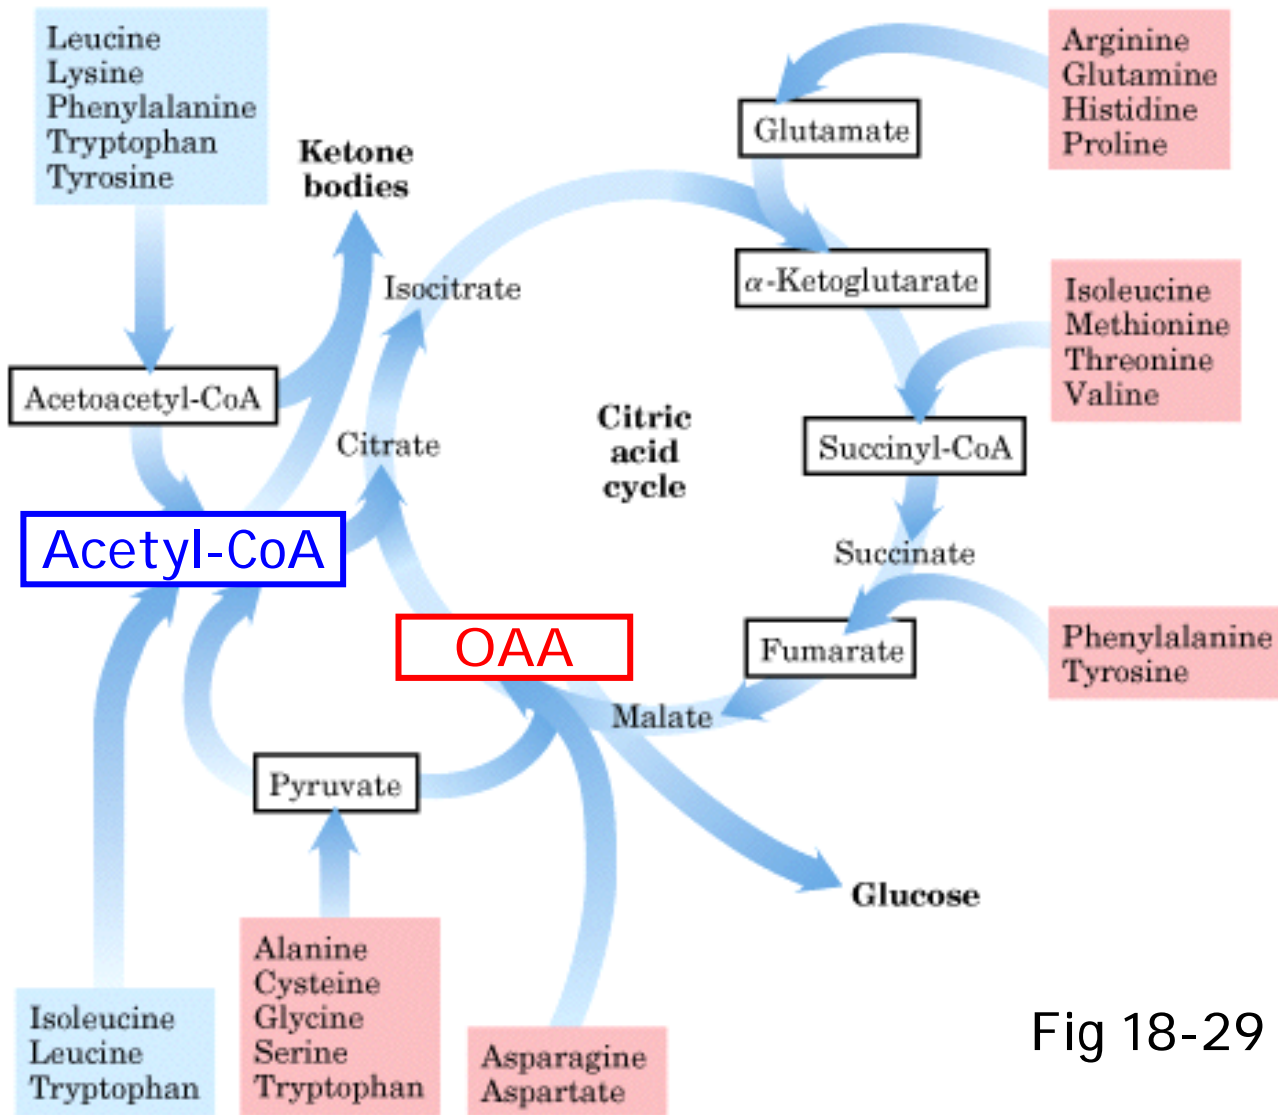 Leucine
Lysine
Phenylalanine
Tryptophan
Tyrosine
Ketone
bodies
Arginine
Glutamine
Histidine
Proline
Glutamate
Isocitrate
α-Ketoglutarate
Isoleucine
Methionine
Threonine
Valine
Acetoacetyl-CoA
Citrate
Citric
acid
cycle
Succinyl-CoA
Acetyl-CoA
Succinate
OAA
Fumarate
Phenylalanine
Tyrosine
Malate
Pyruvate
Glucose
Isoleucine
Leucine
Tryptophan
Alanine
Cysteine
Glycine
Serine
Tryptophan
Asparagine
Aspartate
Fig 18-29